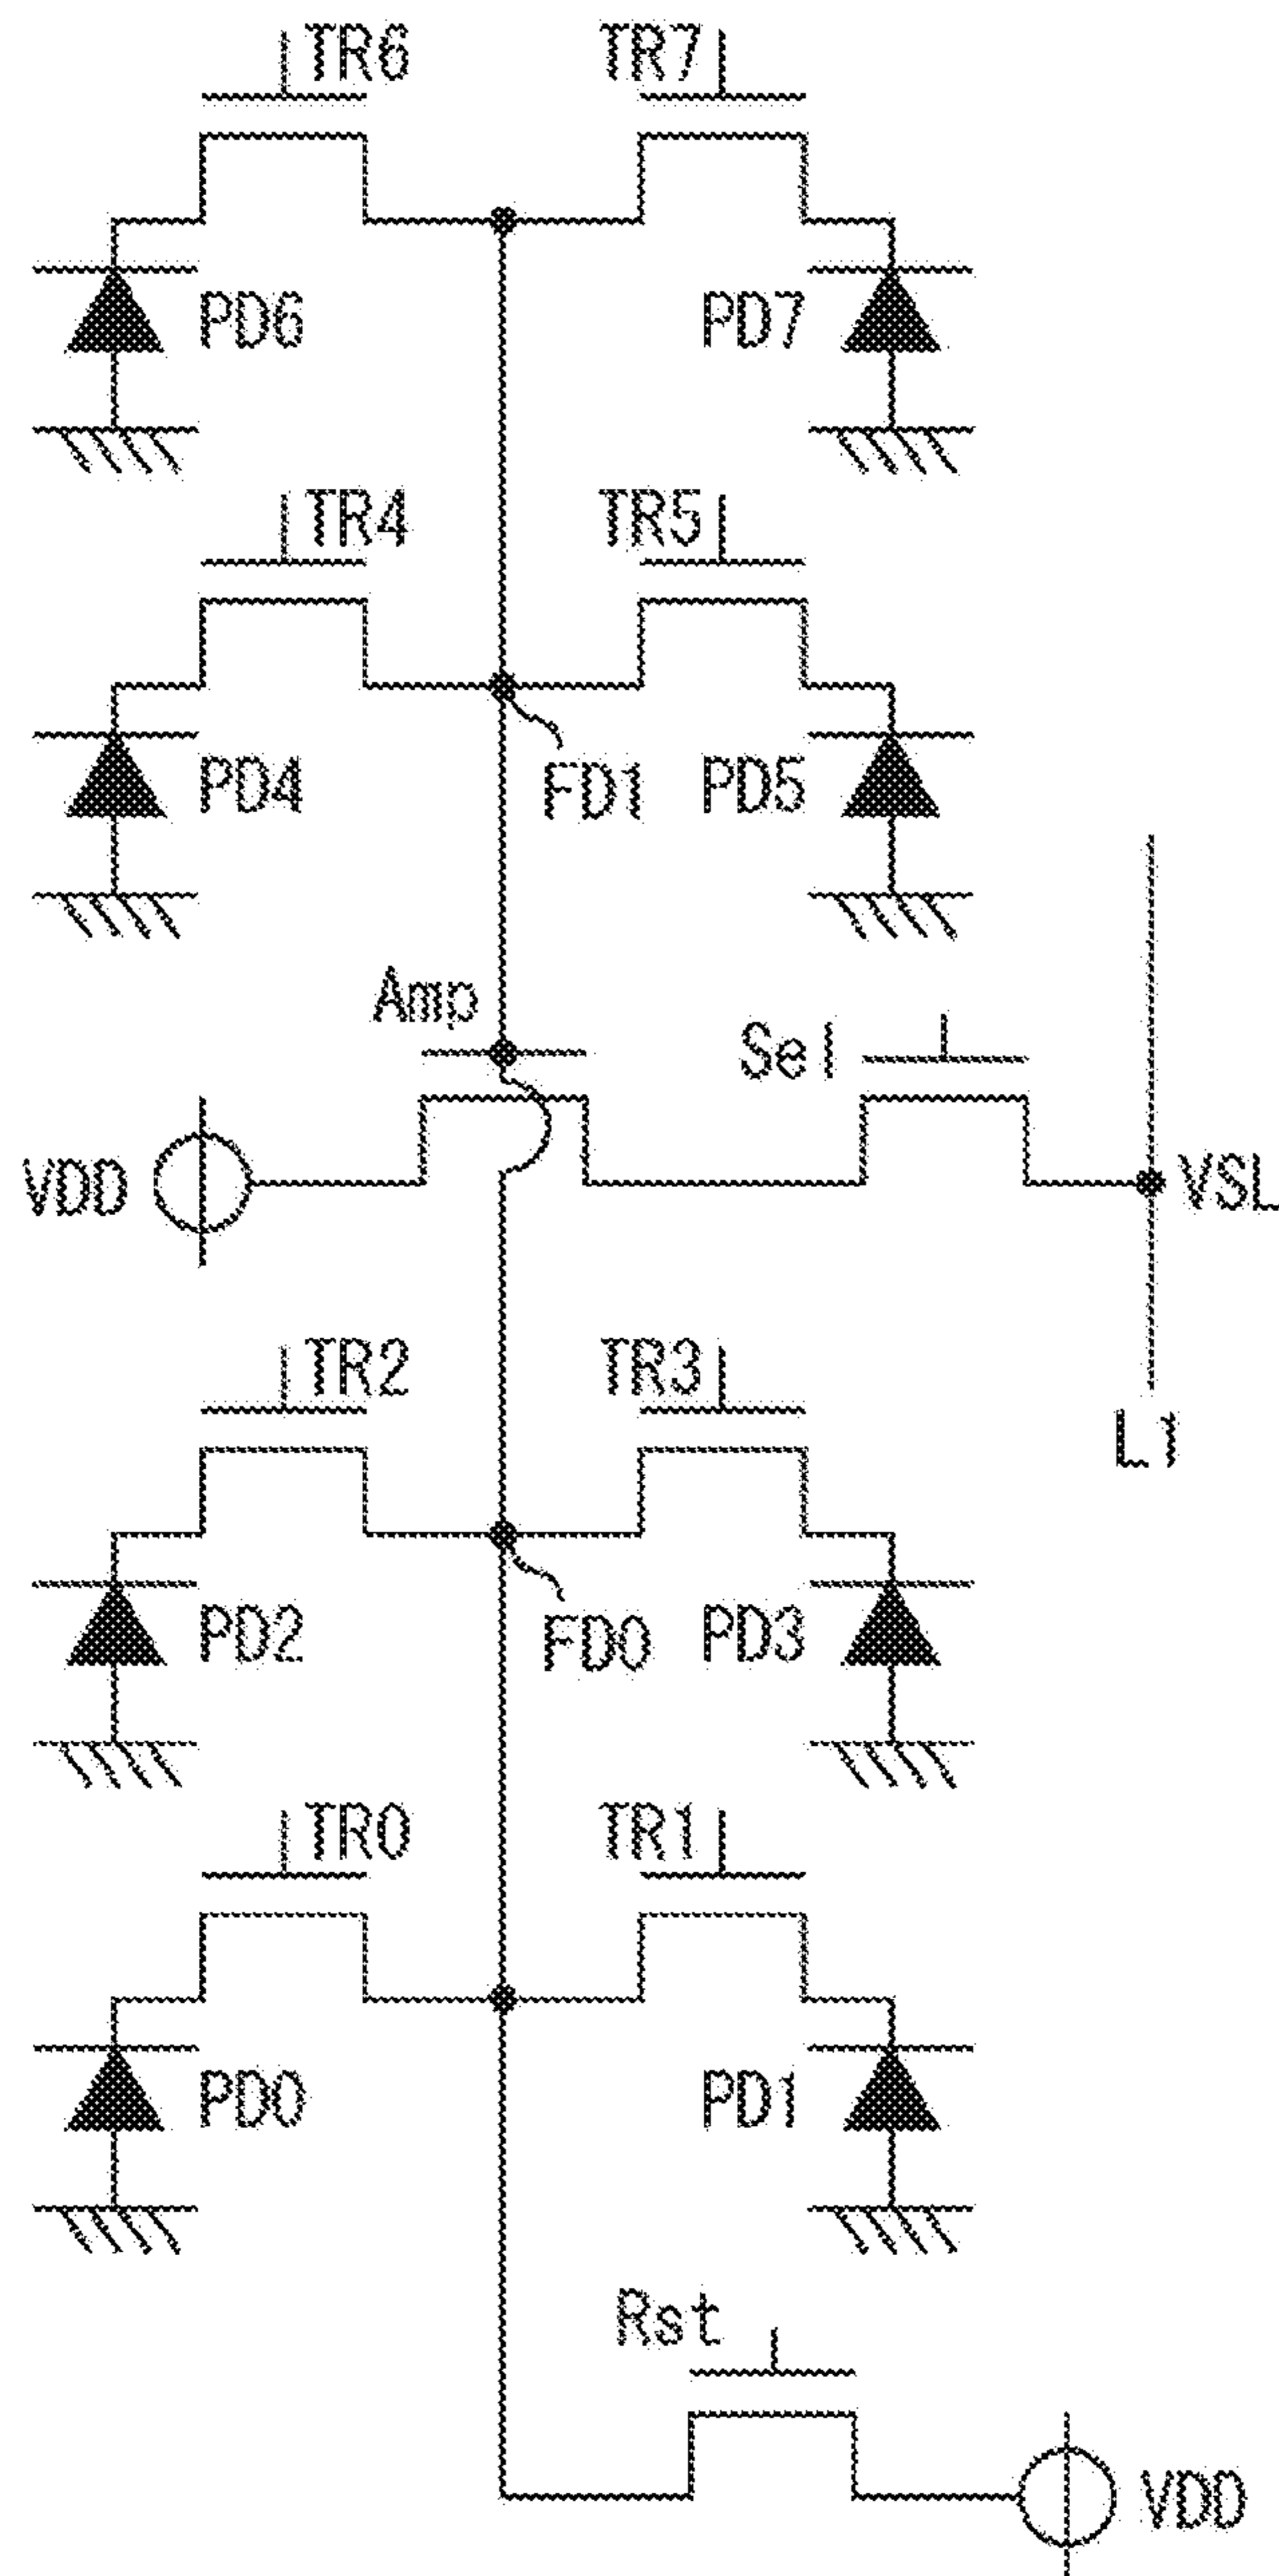 TR6 TR7
PD6 PD7
TR4 TR5
PD4 FD1 PD5
Amp Sel
VDD VSL
TR2 TR3
L1
PD2 FD0 PD3
TR0 TR1
PD0 PD1
Rst
VDD